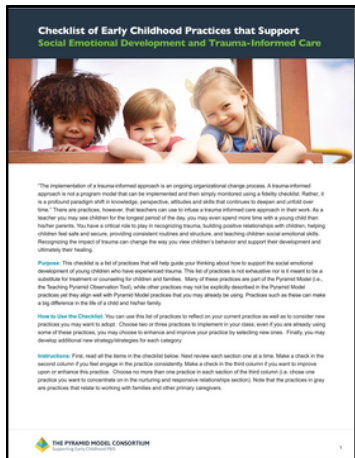 Checklist of Early Childhood Practices that Support
Social Emotional Development and Trauma-Informed Care
"The implementation of a trauma-informed approach is an ongoing organizational change process. A trauma-informed
approach is not a program model that can be implemented and then simply monitored using a fidelity checklist. Rather, it
is a profound paradigm shift in knowledge, perspective, attitudes and skills that continues to deepen and unfold over
time." There are practices, however, that teachers can use to infuse a trauma-informed care approach in their work. As a
teacher you may see children for the longest period of the day, you may even spend more time with a young child than
his/her parents. You have a critical role to play in recognizing trauma, building positive relationships with children, helping
children feel safe and secure, providing consistent routines and structure, and teaching children social emotional skills.
Recognizing the impact of trauma can change the way you view children's behavior and support their development and
ultimately their healing.
Purpose: This checklist is a list of practices that will help guide your thinking about how to support the social emotional
development of young children who have experienced trauma. This list of practices is not exhaustive nor is it meant to be a
substitute for treatment or counseling for children and families. Many of these practices are part of the Pyramid Model (i.e.,
the Teaching Pyramid Observation Tool), while other practices may not be explicitly described in the Pyramid Model
practices yet they align well with Pyramid Model practices that you may already be using. Practices such as these can make
a big difference in the life of a child and his/her family.
How to Use the Checklist: You can use this list of practices to reflect on your current practice as well as to consider new
practices you may want to adopt. Choose two or three practices to implement in your class; even if you are already using
some of these practices, you may choose to enhance and improve your practice by selecting new ones. Finally, you may
develop additional new strategy/strategies for each category.
Instructions: First, read all the items in the checklist below. Next review each section one at a time. Make a check in the
second column if you feel engage in the practice consistently. Make a check in the third column if you want to improve
upon or enhance this practice. Choose no more than one practice in each section of the third column (i.e. chose one
practice you want to concentrate on in the nurturing and responsive relationships section). Note that the practices in gray
are practices that relate to working with families and other primary caregivers.
THE PYRAMID MODEL CONSORTIUM
Supporting Early Childhood PBIS
1